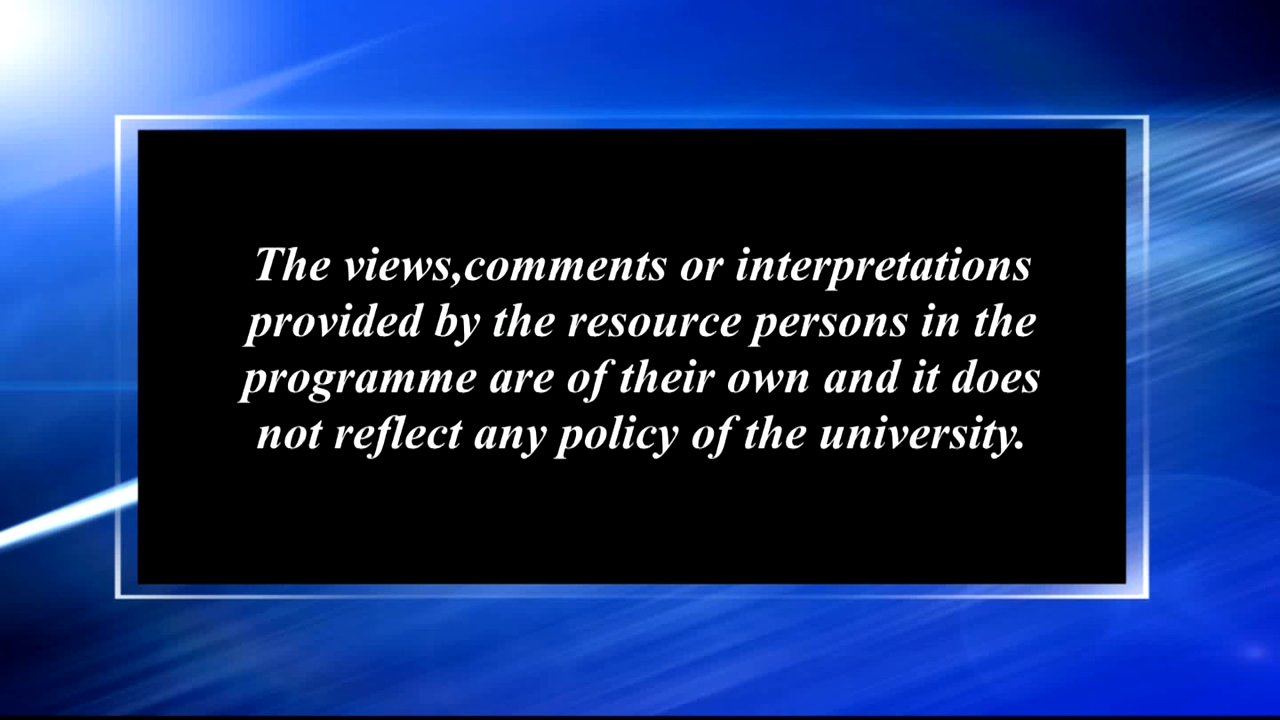 The views,comments or interpretations
provided by the resource persons in the
programme are of their own and it does
not reflect any policy of the university.